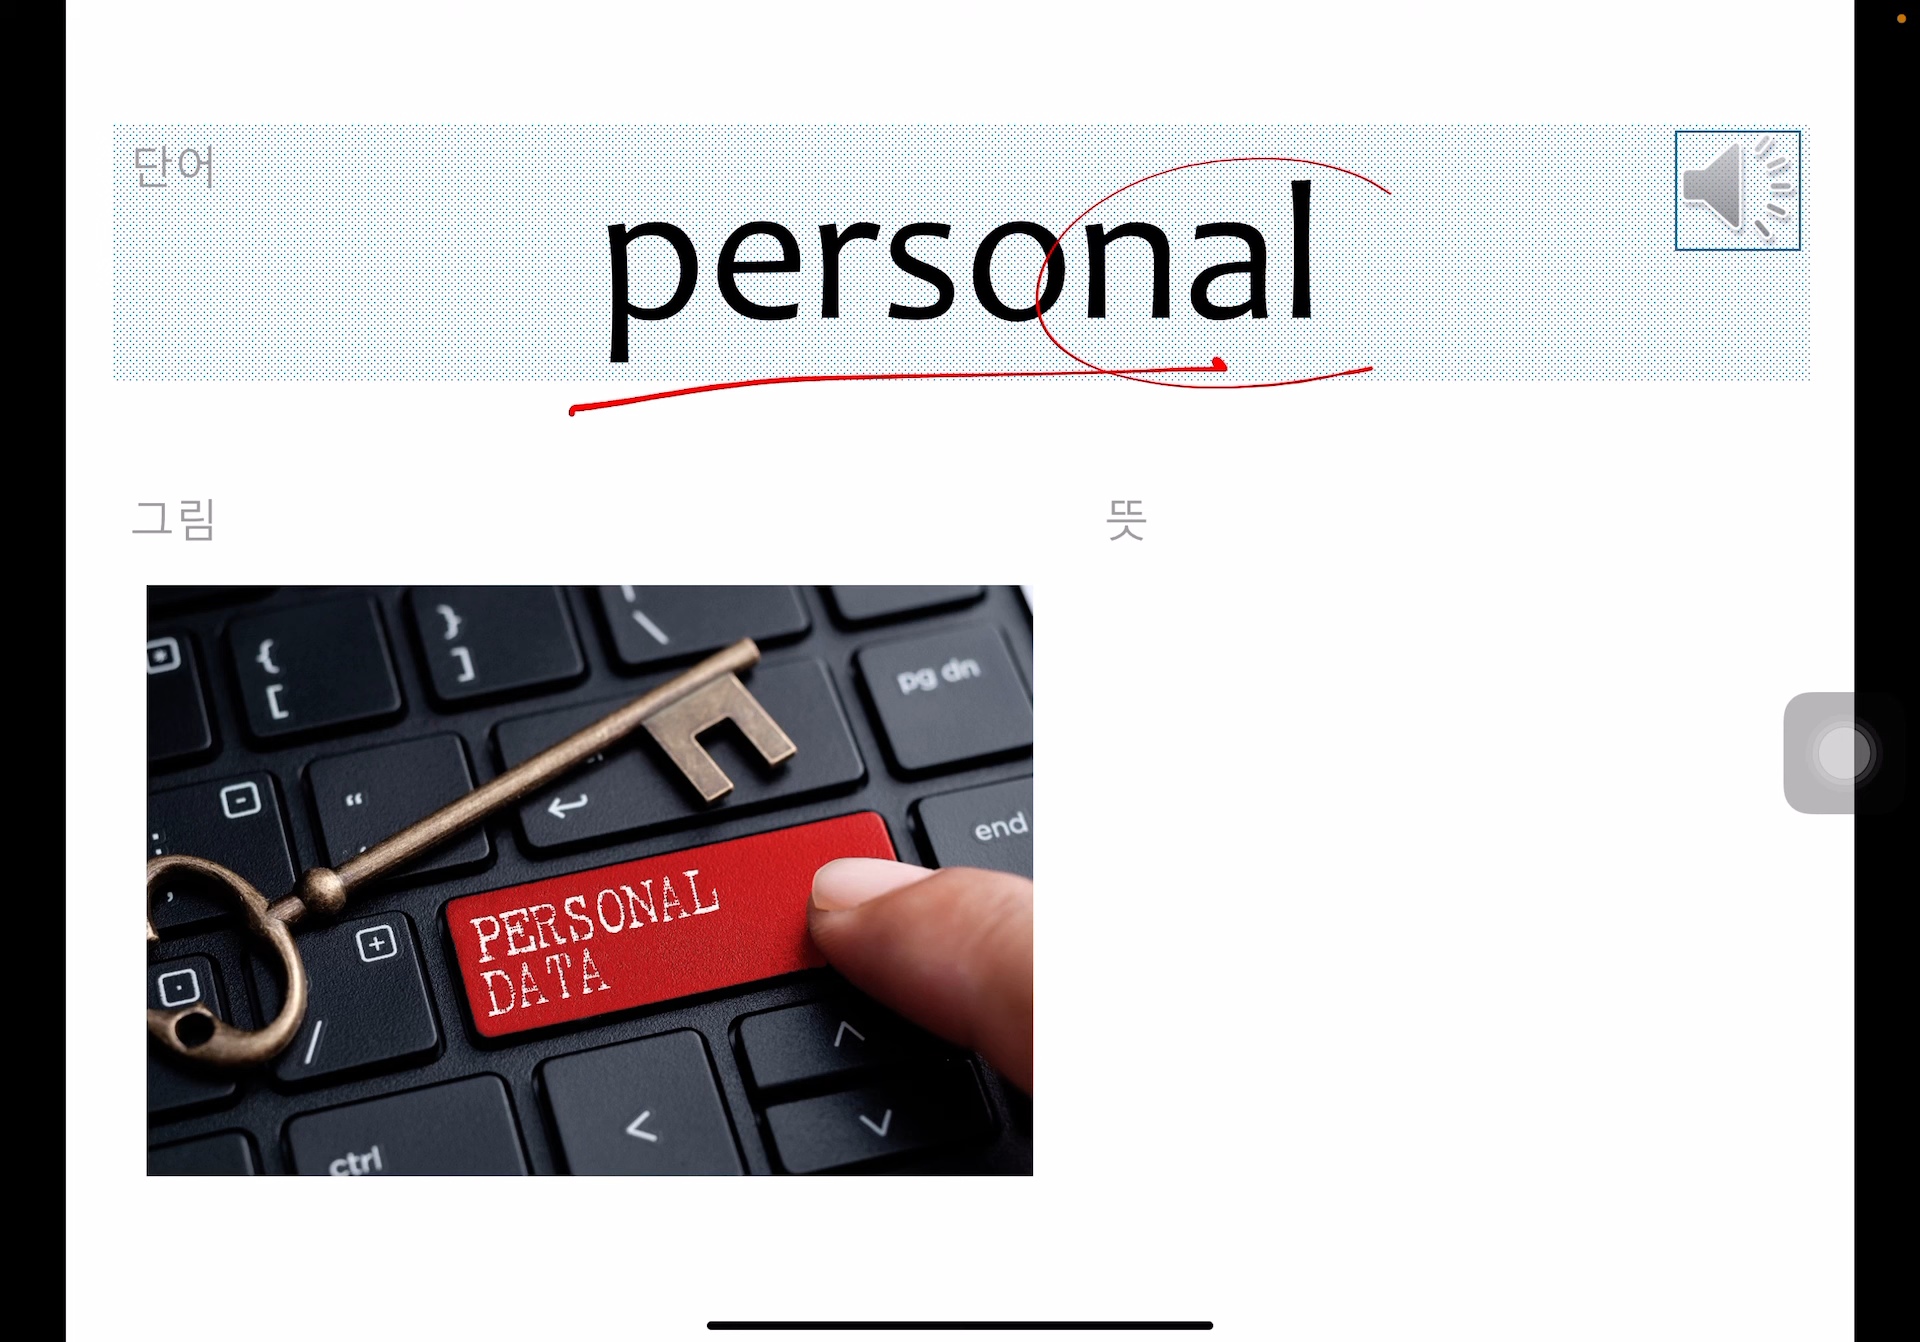 단어
personal
그림
뜻
{
[
}
]
\
pg dn
"
end
PERSONAL
DATA
+
/
<
ctrl